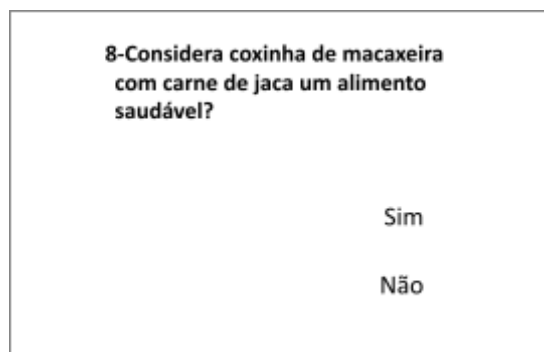 8-Considera coxinha de macaxeira
com carne de jaca um alimento
saudável?
Sim
Não